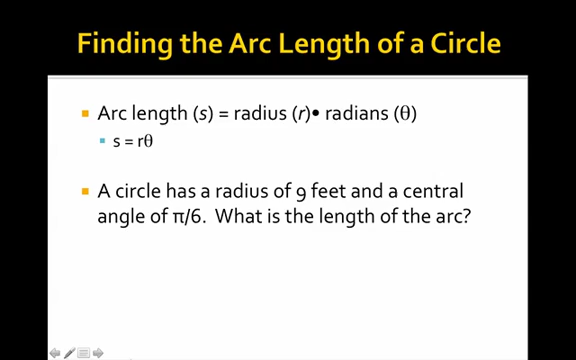 Finding the Arc Length of a Circle
Arc length (s) = radius (r)• radians (θ)
s = rθ
A circle has a radius of 9 feet and a central
angle of π/6. What is the length of the arc?